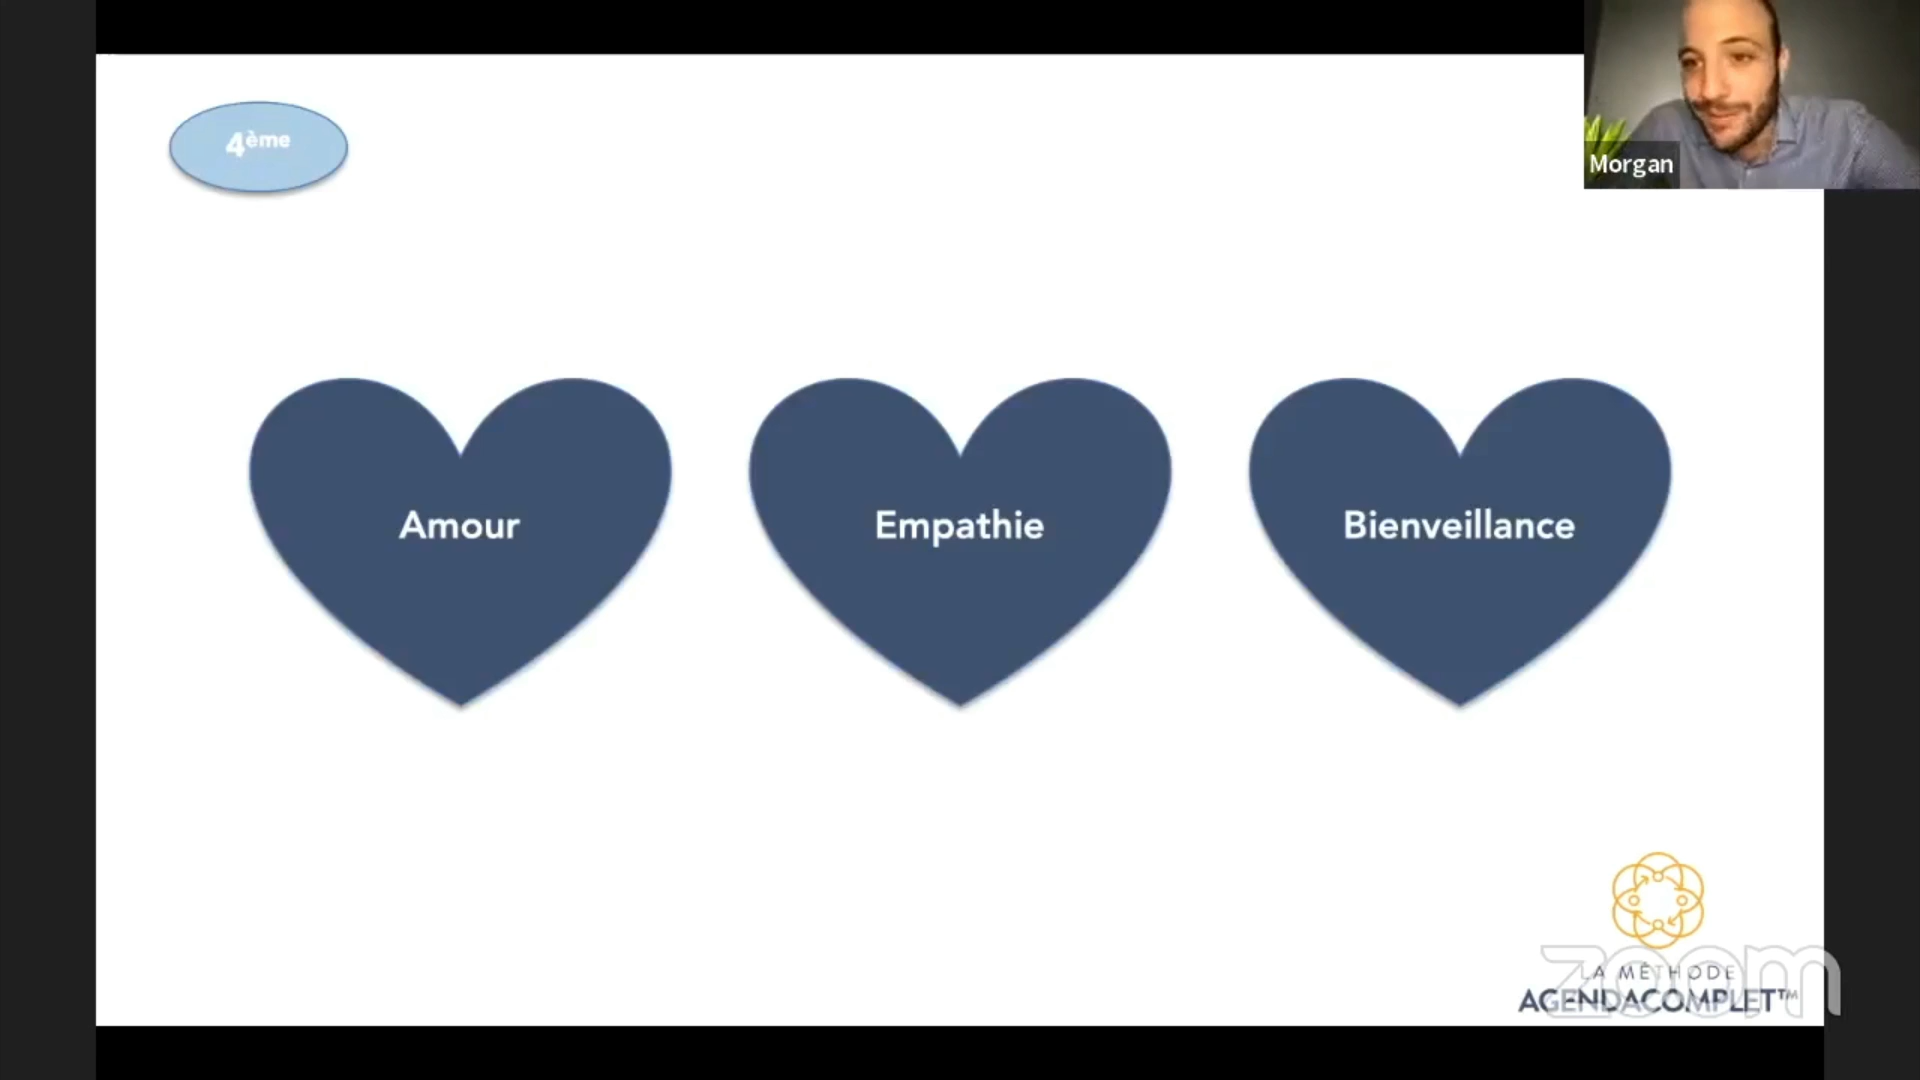 4ème
Morgan
Amour
Empathie
Bienveillance
LA MÉTHODE
AGENDACOMPLET™
zoom